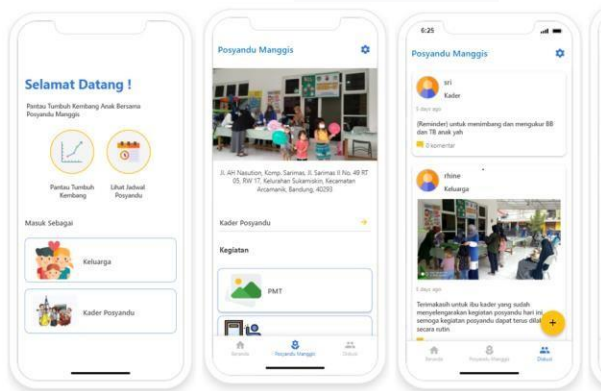 Selamat Datang !
Pantau Tumbuh Kembang Anak Bersama
Posyandu Manggis
Pantau Tumbuh
Kembang
Lihat Jadwal
Posyandu
Masuk Sebagai
Keluarga
Kader Posyandu
Posyandu Manggis
Jl. AH Nasution, Komp. Sarimas, Jl. Sarimas II No. 49 RT
05, RW 17, Kelurahan Sukamiskin, Kecamatan
Arcamanik, Bandung, 40293
Kader Posyandu
Kegiatan
PMT
Beranda
Posyandu Manggis
Diskusi
6:25
Posyandu Manggis
sri
Kader
5 days ago
(Reminder) untuk menimbang dan mengukur BB
dan TB anak yah
0 komentar
rhine
Keluarga
5 days ago
Terimakasih untuk ibu kader yang sudah
menyelengarakan kegiatan posyandu hari ini,
semoga kegiatan posyandu dapat terus
secara rutin
+
Beranda
Posyandu Manggis
Diskusi